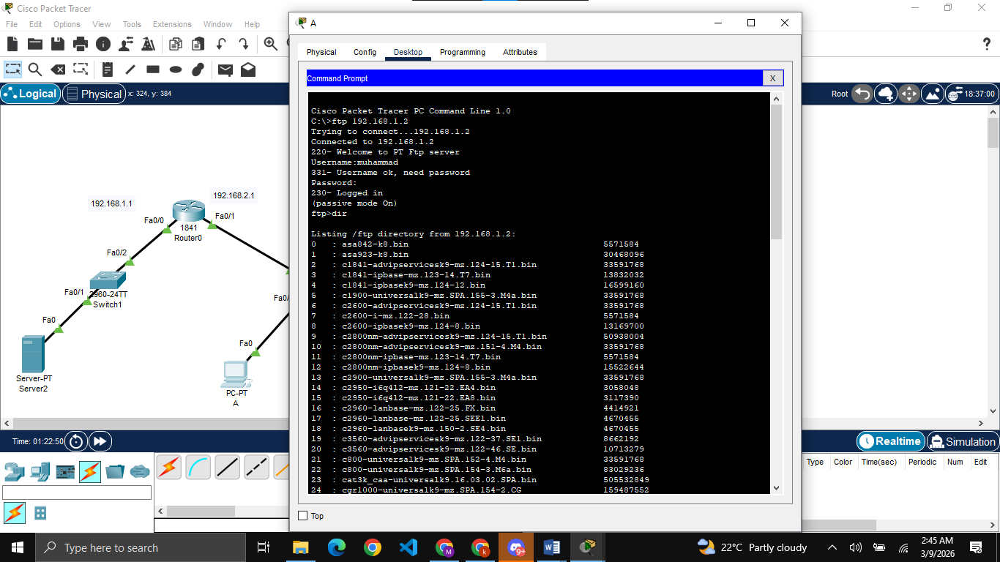 Cisco Packet Tracer
File Edit Options View Tools Extensions Window Help
Logical Physical x: 324, y: 384
Root 18:37:00
192.168.1.1
192.168.2.1
Fa0/0
Fa0/1
1841
Router0
Fa0/2
Fa0/1
2960-24TT
Switch1
Fa0
Server-PT
Server2
Fa0/
Fa0
PC-PT
A
A
Physical Config Desktop Programming Attributes
Command Prompt X
Cisco Packet Tracer PC Command Line 1.0
C:\>ftp 192.168.1.2
Trying to connect...192.168.1.2
Connected to 192.168.1.2
220- Welcome to PT Ftp server
Username:muhammad
331- Username ok, need password
Password:
230- Logged in
(passive mode On)
ftp>dir
Listing /ftp directory from 192.168.1.2:
0 : asa842-k8.bin 5571584
1 : asa923-k8.bin 30468096
2 : c1841-advipservicesk9-mz.124-15.T1.bin 33591768
3 : c1841-ipbase-mz.123-14.T7.bin 13832032
4 : c1841-ipbasek9-mz.124-12.bin 16599160
5 : c1900-universalk9-mz.SPA.155-3.M4a.bin 33591768
6 : c2600-advipservicesk9-mz.124-15.T1.bin 33591768
7 : c2600-i-mz.122-28.bin 5571584
8 : c2600-ipbasek9-mz.124-8.bin 13169700
9 : c2800nm-advipservicesk9-mz.124-15.T1.bin 50938004
10 : c2800nm-advipservicesk9-mz.151-4.M4.bin 33591768
11 : c2800nm-ipbase-mz.123-14.T7.bin 5571584
12 : c2800nm-ipbasek9-mz.124-8.bin 15522644
13 : c2900-universalk9-mz.SPA.155-3.M4a.bin 33591768
14 : c2950-i6q4l2-mz.121-22.EA4.bin 3058048
15 : c2950-i6q4l2-mz.121-22.EA8.bin 3117390
16 : c2960-lanbase-mz.122-25.FX.bin 4414921
17 : c2960-lanbase-mz.122-25.SEE1.bin 4670455
18 : c2960-lanbasek9-mz.150-2.SE4.bin 4670455
19 : c3560-advipservicesk9-mz.122-37.SE1.bin 8662192
20 : c3560-advipservicesk9-mz.122-46.SE.bin 10713279
21 : c800-universalk9-mz.SPA.152-4.M4.bin 33591768
22 : c800-universalk9-mz.SPA.154-3.M6a.bin 83029236
23 : cat3k_caa-universalk9.16.03.02.SPA.bin 505532849
24 : cgr1000-universalk9-mz.SPA.154-2.CG 159487552
Top
Time: 01:22:50
Realtime Simulation
Type Color Time(sec) Periodic Num Edit
Type here to search
M
k
9+
22°C Partly cloudy
2:45 AM
3/9/2026